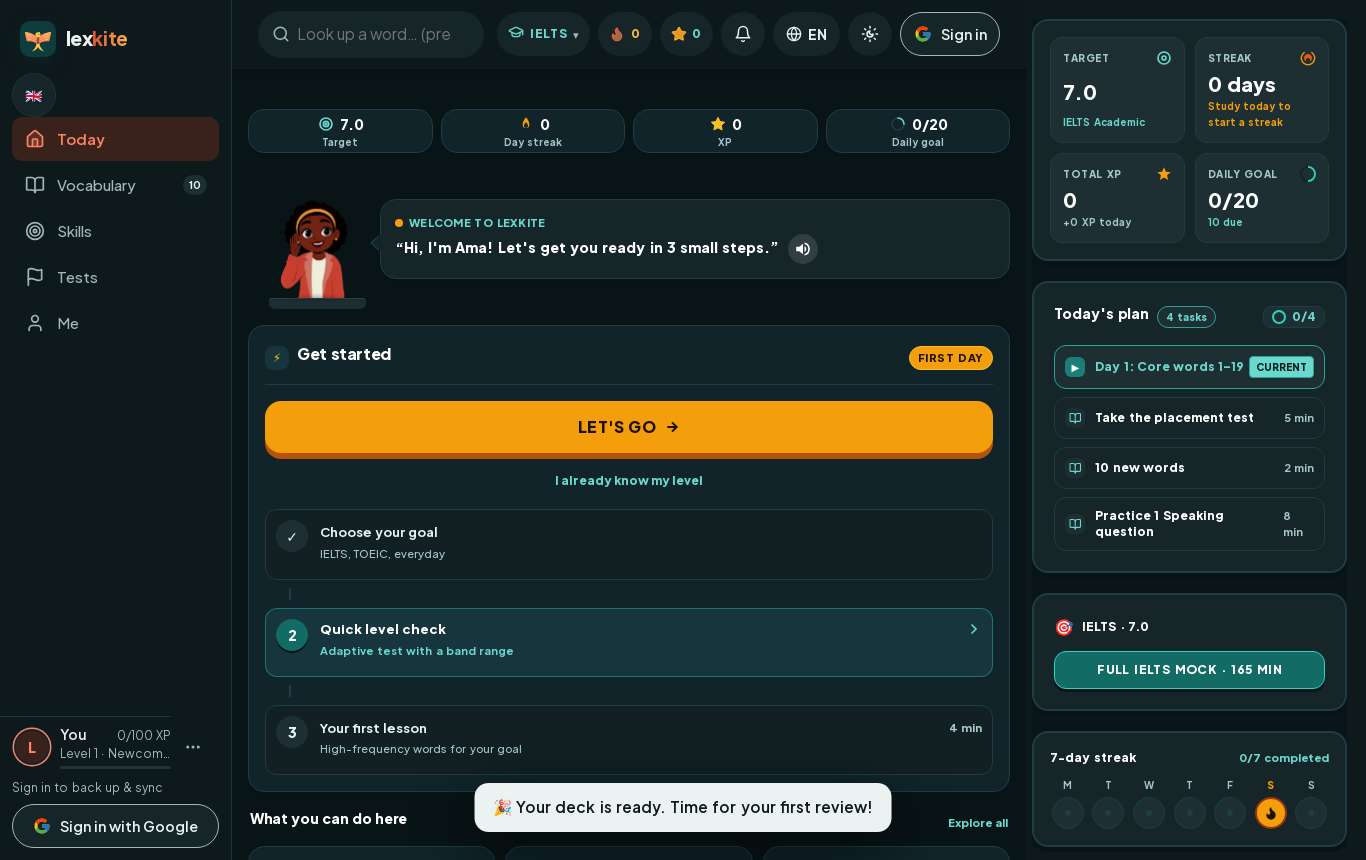 lexkite
Today
Vocabulary 10
Skills
Tests
Me
L
You 0/100 XP
Level 1 · Newcom...
Sign in to back up & sync
Sign in with Google
Look up a word... (pre
IELTS ▾
0
0
EN
Sign in
7.0
Target
0
Day streak
0
XP
0/20
Daily goal
WELCOME TO LEXKITE
“Hi, I'm Ama! Let's get you ready in 3 small steps.”
⚡ Get started
FIRST DAY
LET'S GO →
I already know my level
✓ Choose your goal
IELTS, TOEIC, everyday
2 Quick level check
Adaptive test with a band range
3 Your first lesson 4 min
High-frequency words for your goal
🎉 Your deck is ready. Time for your first review!
What you can do here
Explore all
TARGET
7.0
IELTS Academic
STREAK
0 days
Study today to
start a streak
TOTAL XP
0
+0 XP today
DAILY GOAL
0/20
10 due
Today's plan 4 tasks 0/4
▶ Day 1: Core words 1–19 CURRENT
Take the placement test 5 min
10 new words 2 min
Practice 1 Speaking
question
8
min
🎯 IELTS · 7.0
FULL IELTS MOCK · 165 MIN
7-day streak 0/7 completed
M T W T F S S